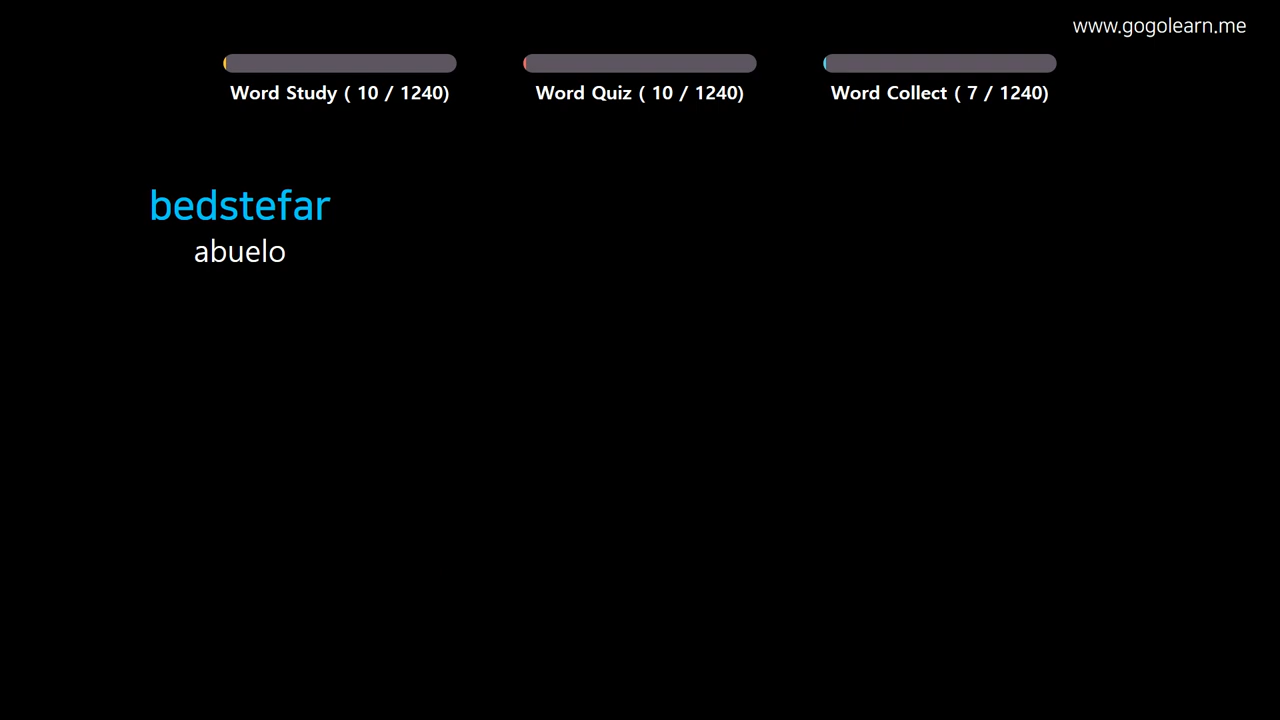 www.gogolearn.me
Word Study ( 10 / 1240)
Word Quiz ( 10 / 1240)
Word Collect ( 7 / 1240)
bedstefar
abuelo